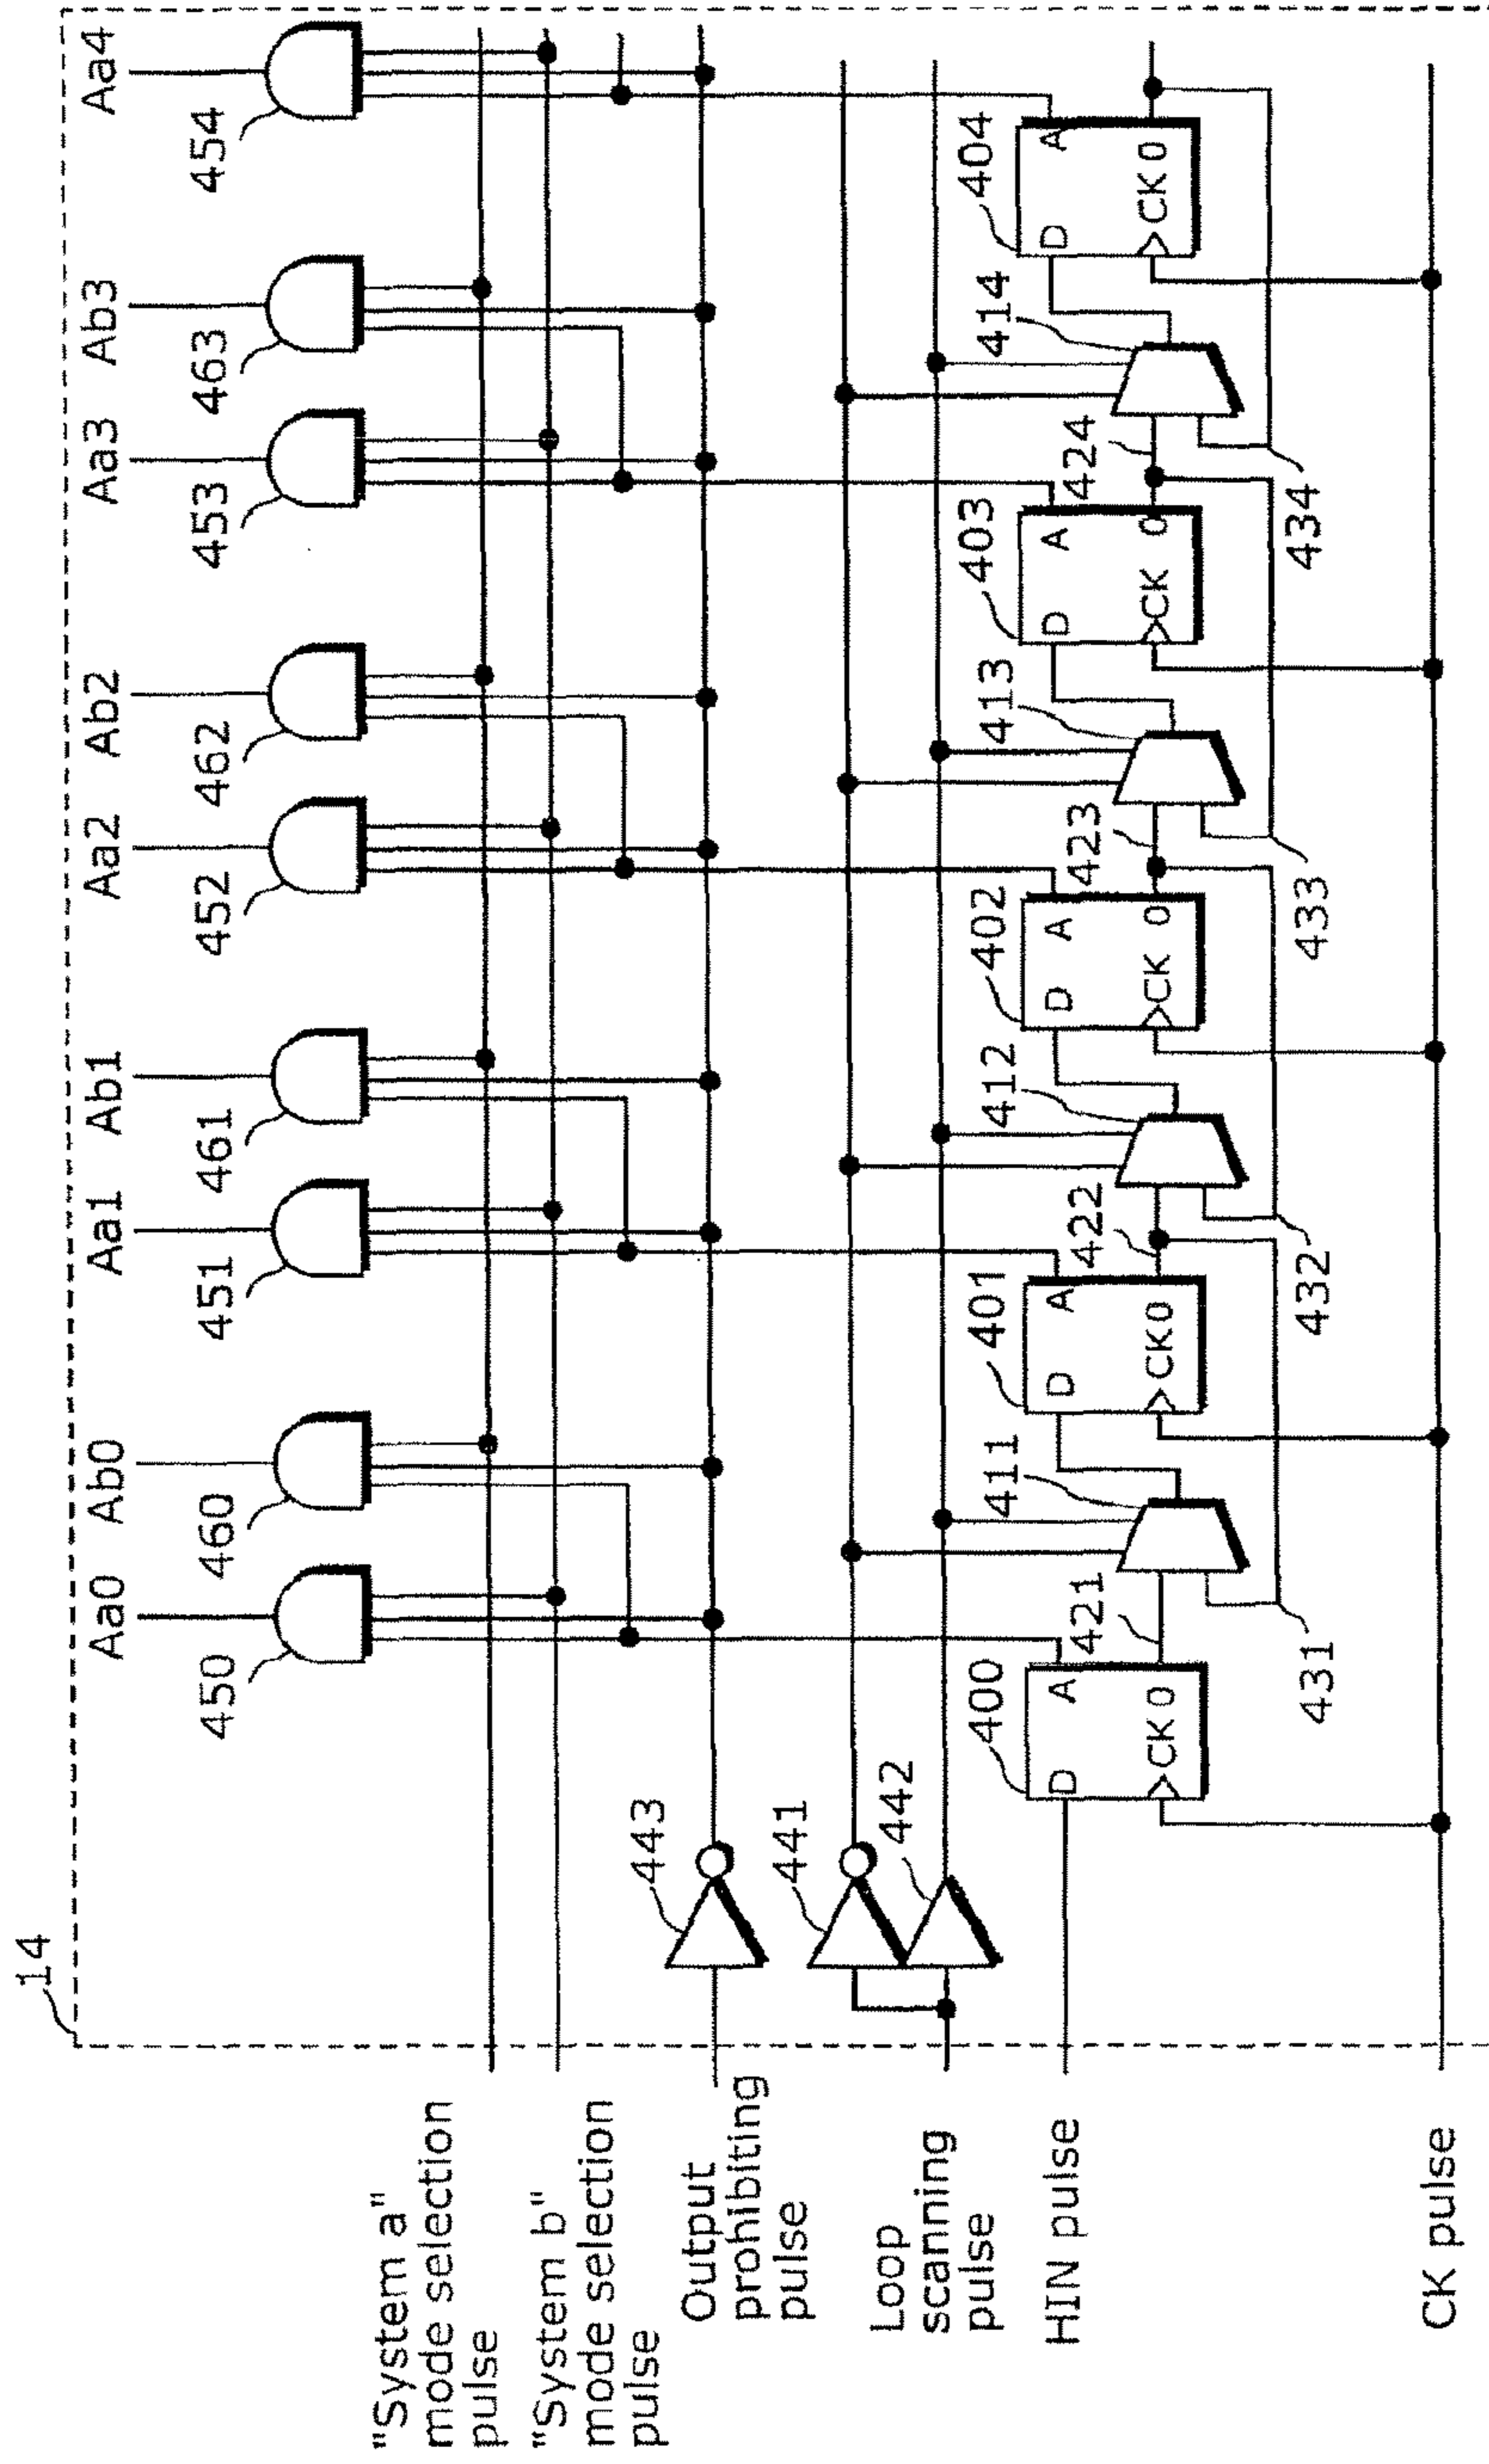 14
Aa0 Ab0 Aa1 Ab1 Aa2 Ab2 Aa3 Ab3 Aa4
450 460 451 461 452 462 453 463 454
"System a"
mode selection
pulse
"System b"
mode selection
pulse
Output
prohibiting
pulse
443
Loop
scanning
pulse
441
442
HIN pulse
400 411 401 412 402 413 403 414 404
421 422 423 424
D A D A D A D A D A
CK 0 CK 0 CK 0 CK 0 CK 0
431 432 433 434
CK pulse